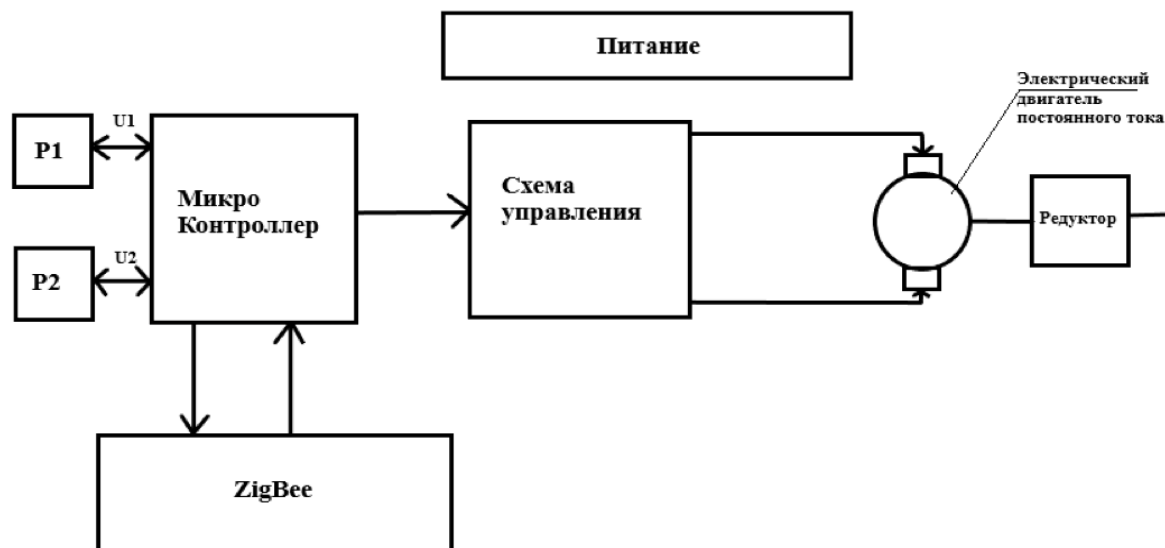 Питание
Электрический
двигатель
постоянного тока
P1
U1
Микро
Контроллер
Схема
управления
Редуктор
P2
U2
ZigBee